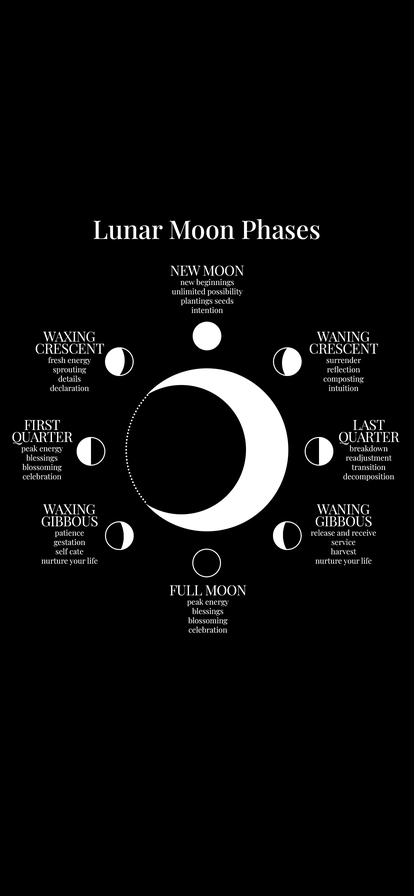 Lunar Moon Phases
NEW MOON
new beginnings
unlimited possibility
plantings seeds
intention
WAXING
CRESCENT
fresh energy
sprouting
details
declaration
WANING
CRESCENT
surrender
reflection
composting
intuition
FIRST
QUARTER
peak energy
blessings
blossoming
celebration
LAST
QUARTER
breakdown
readjustment
transition
decomposition
WAXING
GIBBOUS
patience
gestation
self cate
nurture your life
WANING
GIBBOUS
release and receive
service
harvest
nurture your life
FULL MOON
peak energy
blessings
blossoming
celebration